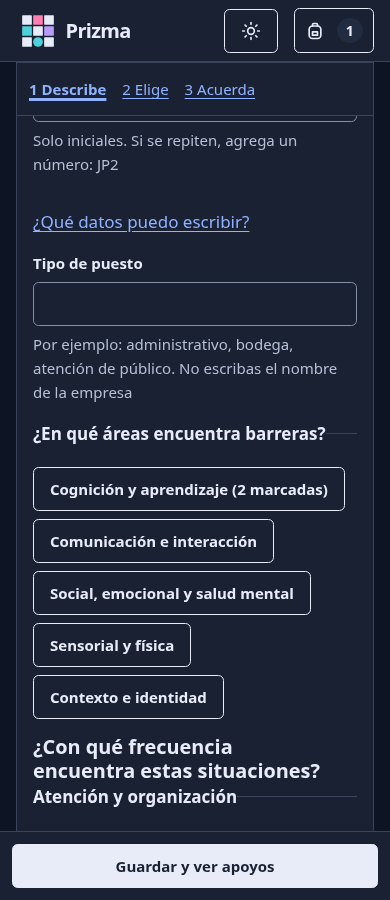 Prizma
1
1 Describe 2 Elige 3 Acuerda
Solo iniciales. Si se repiten, agrega un
número: JP2
¿Qué datos puedo escribir?
Tipo de puesto
Por ejemplo: administrativo, bodega,
atención de público. No escribas el nombre
de la empresa
¿En qué áreas encuentra barreras?
Cognición y aprendizaje (2 marcadas)
Comunicación e interacción
Social, emocional y salud mental
Sensorial y física
Contexto e identidad
¿Con qué frecuencia
encuentra estas situaciones?
Atención y organización
Guardar y ver apoyos